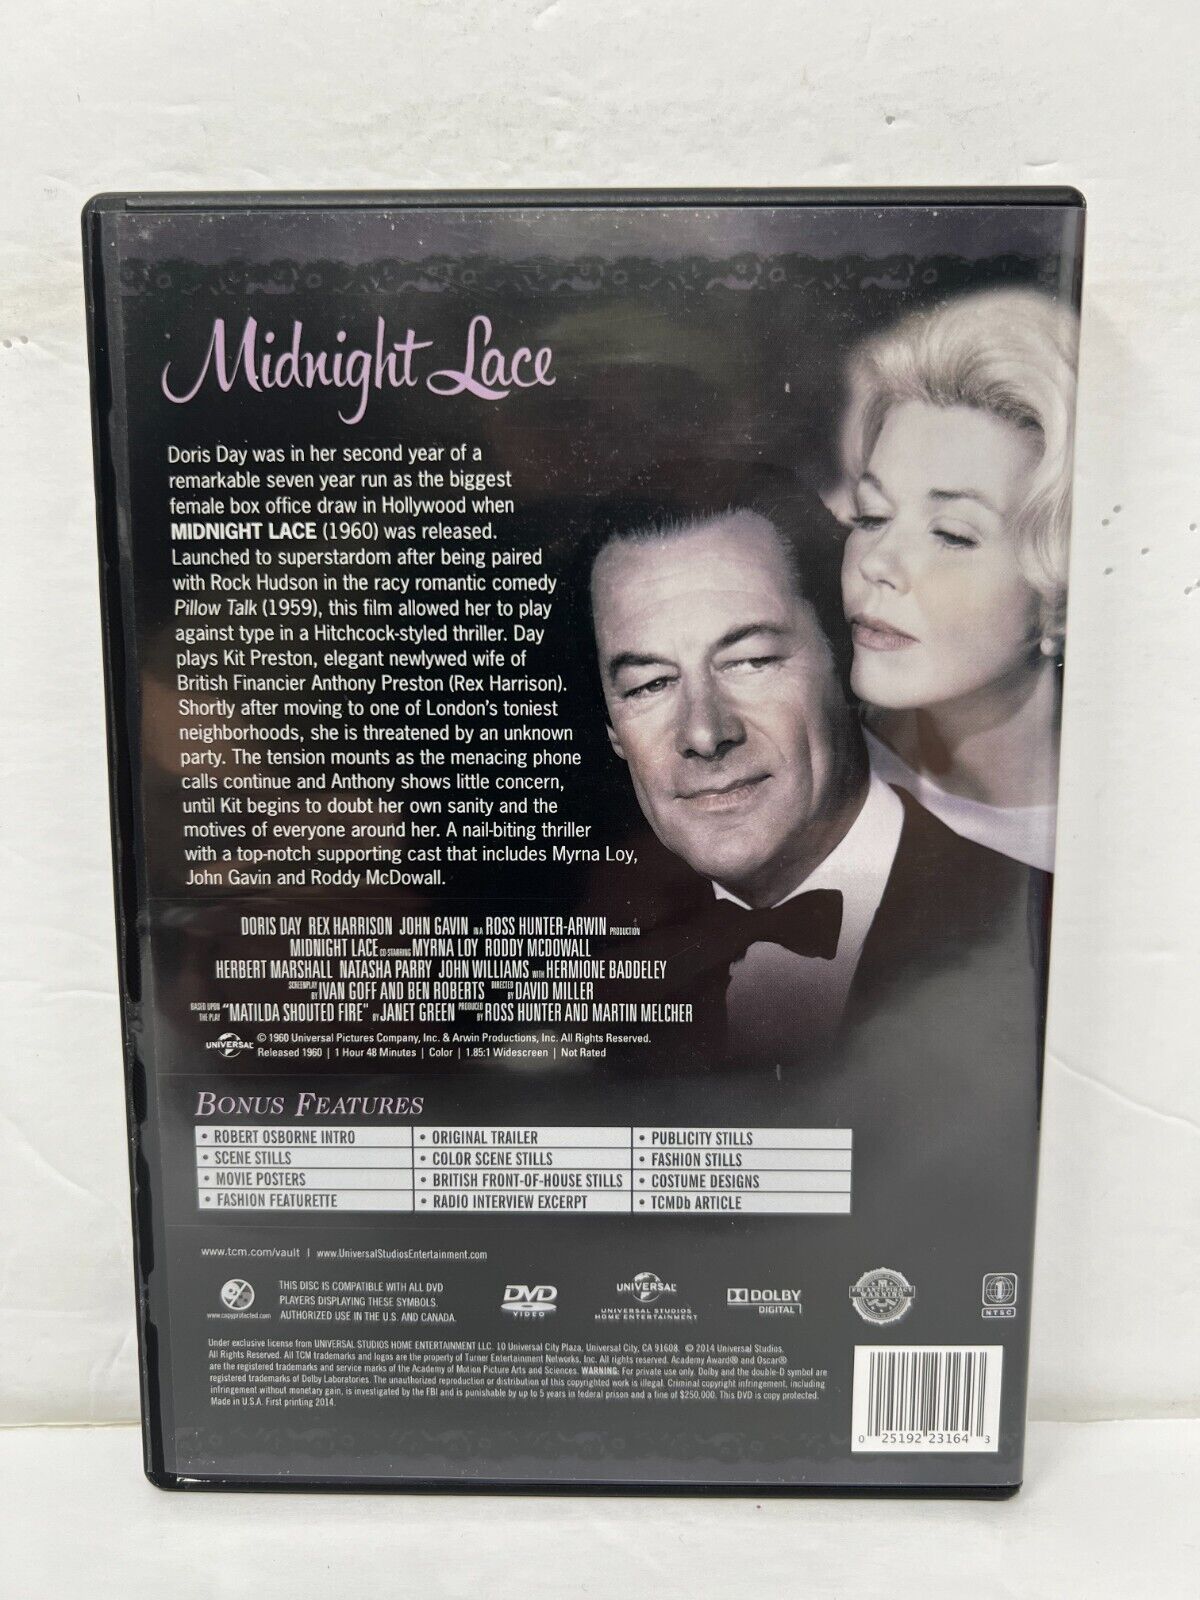 Midnight Lace
Doris Day was in her second year of a
remarkable seven year run as the biggest
female box office draw in Hollywood when
MIDNIGHT LACE (1960) was released.
Launched to superstardom after being paired
with Rock Hudson in the racy romantic comedy
Pillow Talk (1959), this film allowed her to play
against type in a Hitchcock-styled thriller. Day
plays Kit Preston, elegant newlywed wife of
British Financier Anthony Preston (Rex Harrison).
Shortly after moving to one of London's toniest
neighborhoods, she is threatened by an unknown
party. The tension mounts as the menacing phone
calls continue and Anthony shows little concern,
until Kit begins to doubt her own sanity and the
motives of everyone around her. A nail-biting thriller
with a top-notch supporting cast that includes Myrna Loy,
John Gavin and Roddy McDowall.
DORIS DAY REX HARRISON JOHN GAVIN IN A ROSS HUNTER-ARWIN PRODUCTION
MIDNIGHT LACE CO-STARRING MYRNA LOY RODDY MCDOWALL
HERBERT MARSHALL NATASHA PARRY JOHN WILLIAMS WITH HERMIONE BADDELEY
SCREENPLAY BY IVAN GOFF AND BEN ROBERTS DIRECTED BY DAVID MILLER
BASED UPON THE PLAY "MATILDA SHOUTED FIRE" BY JANET GREEN PRODUCED BY ROSS HUNTER AND MARTIN MELCHER
UNIVERSAL © 1960 Universal Pictures Company, Inc. & Arwin Productions, Inc. All Rights Reserved.
Released 1960 | 1 Hour 48 Minutes | Color | 1.85:1 Widescreen | Not Rated
BONUS FEATURES
• ROBERT OSBORNE INTRO • ORIGINAL TRAILER • PUBLICITY STILLS
• SCENE STILLS • COLOR SCENE STILLS • FASHION STILLS
• MOVIE POSTERS • BRITISH FRONT-OF-HOUSE STILLS • COSTUME DESIGNS
• FASHION FEATURETTE • RADIO INTERVIEW EXCERPT • TCMDb ARTICLE
www.tcm.com/vault | www.UniversalStudiosEntertainment.com
www.copyprotected.com
THIS DISC IS COMPATIBLE WITH ALL DVD
PLAYERS DISPLAYING THESE SYMBOLS.
AUTHORIZED USE IN THE U.S. AND CANADA.
DVD
VIDEO
UNIVERSAL
UNIVERSAL STUDIOS
HOME ENTERTAINMENT
DOLBY
DIGITAL
FBI ANTI-PIRACY
WARNING
1
NTSC
Under exclusive license from UNIVERSAL STUDIOS HOME ENTERTAINMENT LLC. 10 Universal City Plaza, Universal City, CA 91608. © 2014 Universal Studios.
All Rights Reserved. All TCM trademarks and logos are the property of Turner Entertainment Networks, Inc. All rights reserved. Academy Award® and Oscar®
are the registered trademarks and service marks of the Academy of Motion Picture Arts and Sciences. WARNING: For private use only. Dolby and the double-D symbol are
registered trademarks of Dolby Laboratories. The unauthorized reproduction or distribution of this copyrighted work is illegal. Criminal copyright infringement, including
infringement without monetary gain, is investigated by the FBI and is punishable by up to 5 years in federal prison and a fine of $250,000. This DVD is copy protected.
Made in U.S.A. First printing 2014.
0 25192 23164 3